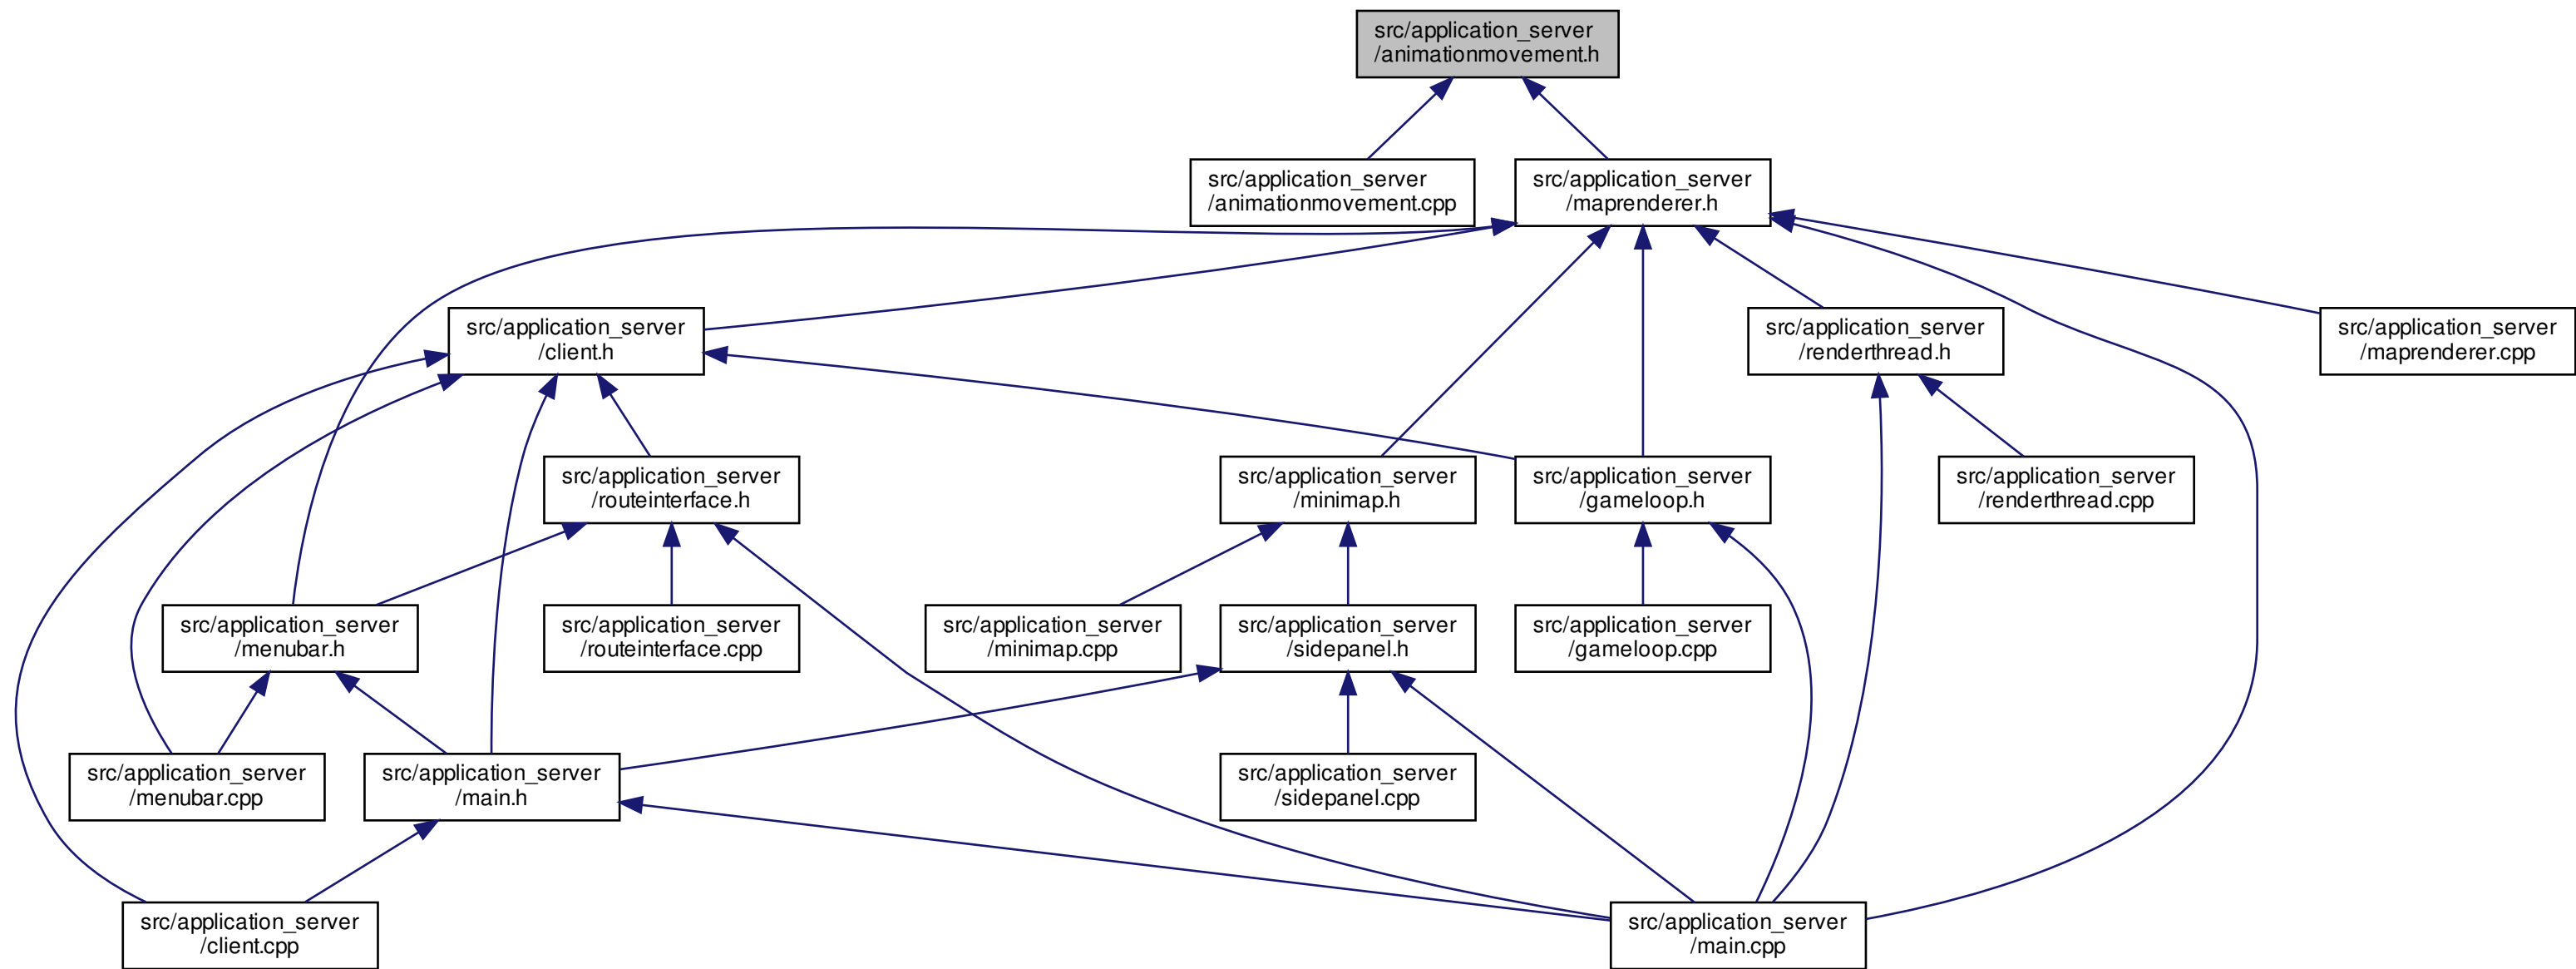 src/application_server
/animationmovement.h
src/application_server
/animationmovement.cpp
src/application_server
/maprenderer.h
src/application_server
/client.h
src/application_server
/renderthread.h
src/application_server
/maprenderer.cpp
src/application_server
/routeinterface.h
src/application_server
/minimap.h
src/application_server
/gameloop.h
src/application_server
/renderthread.cpp
src/application_server
/menubar.h
src/application_server
/routeinterface.cpp
src/application_server
/minimap.cpp
src/application_server
/sidepanel.h
src/application_server
/gameloop.cpp
src/application_server
/menubar.cpp
src/application_server
/main.h
src/application_server
/sidepanel.cpp
src/application_server
/client.cpp
src/application_server
/main.cpp